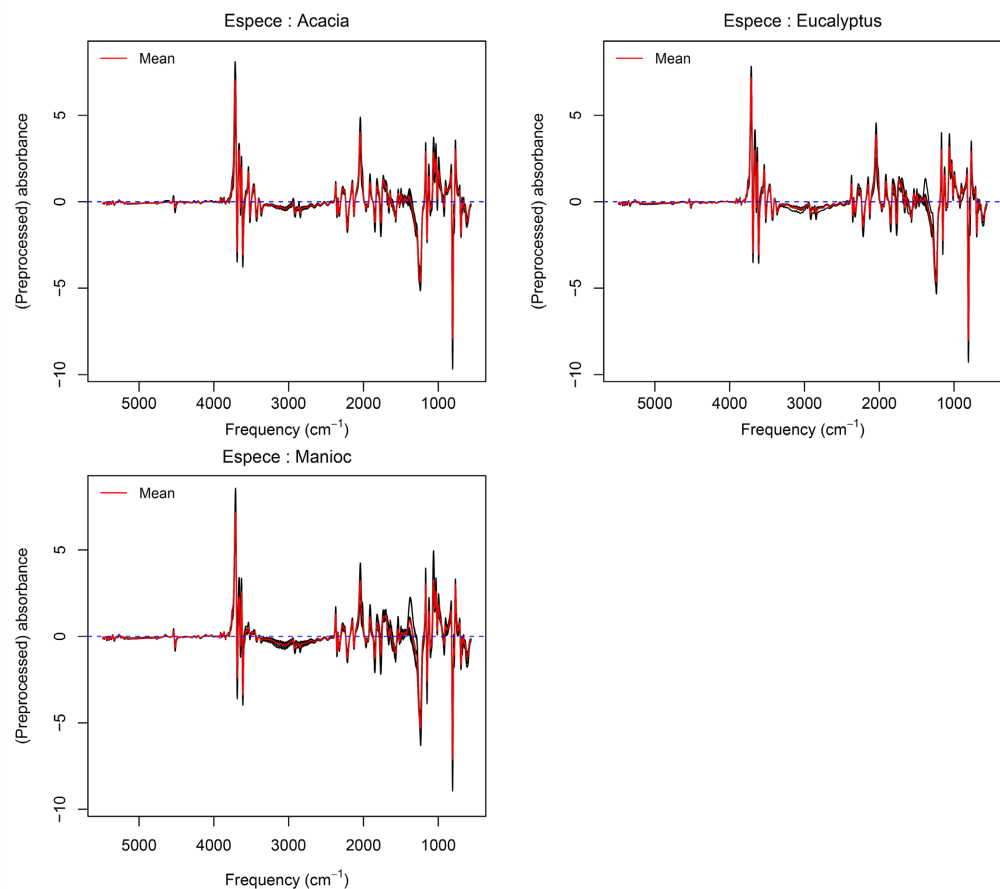 Espece : Acacia
Mean
(Preprocessed) absorbance
5
0
−5
−10
5000 4000 3000 2000 1000
Frequency (cm⁻¹)
Espece : Eucalyptus
Mean
(Preprocessed) absorbance
5
0
−5
−10
5000 4000 3000 2000 1000
Frequency (cm⁻¹)
Espece : Manioc
Mean
(Preprocessed) absorbance
5
0
−5
−10
5000 4000 3000 2000 1000
Frequency (cm⁻¹)